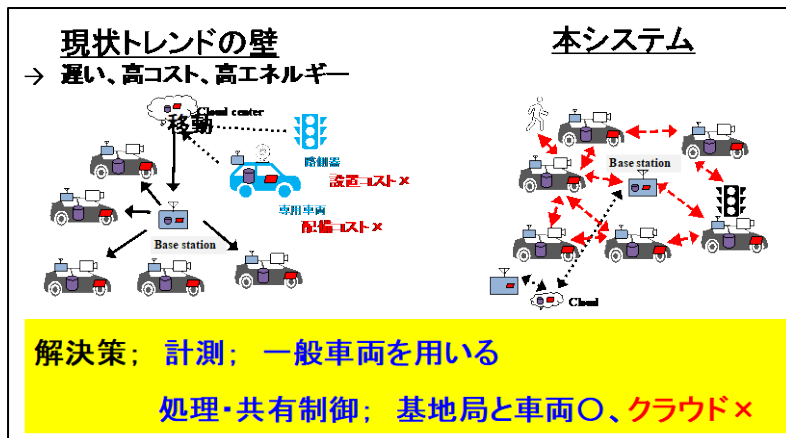 現状トレンドの壁
→ 遅い、高コスト、高エネルギー
Cloud center
移動
路側器
設置コスト×
専用車両
配備コスト×
Base station
本システム
Base station
Cloud
解決策； 計測； 一般車両を用いる
処理・共有制御； 基地局と車両〇、クラウド×